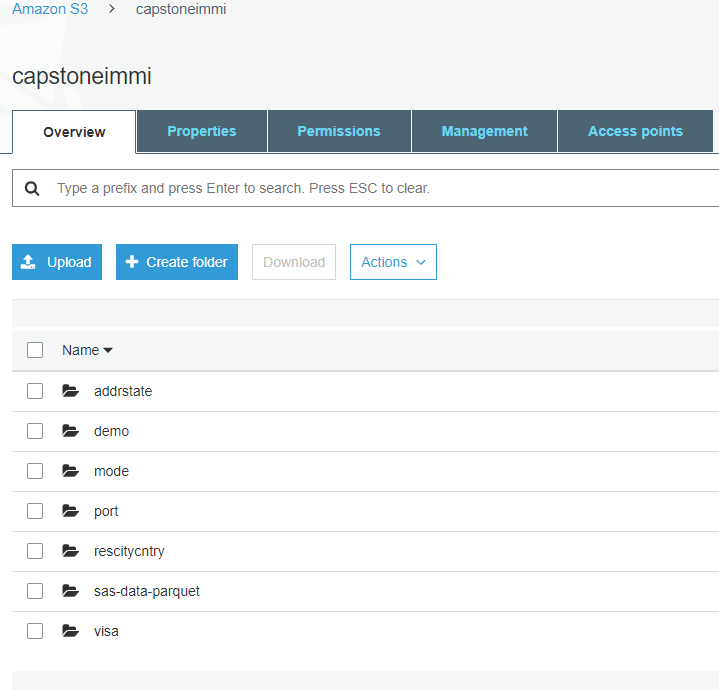 Amazon S3 > capstoneimmi
capstoneimmi
Overview Properties Permissions Management Access points
Type a prefix and press Enter to search. Press ESC to clear.
Upload Create folder Download Actions
Name
addrstate
demo
mode
port
rescitycntry
sas-data-parquet
visa